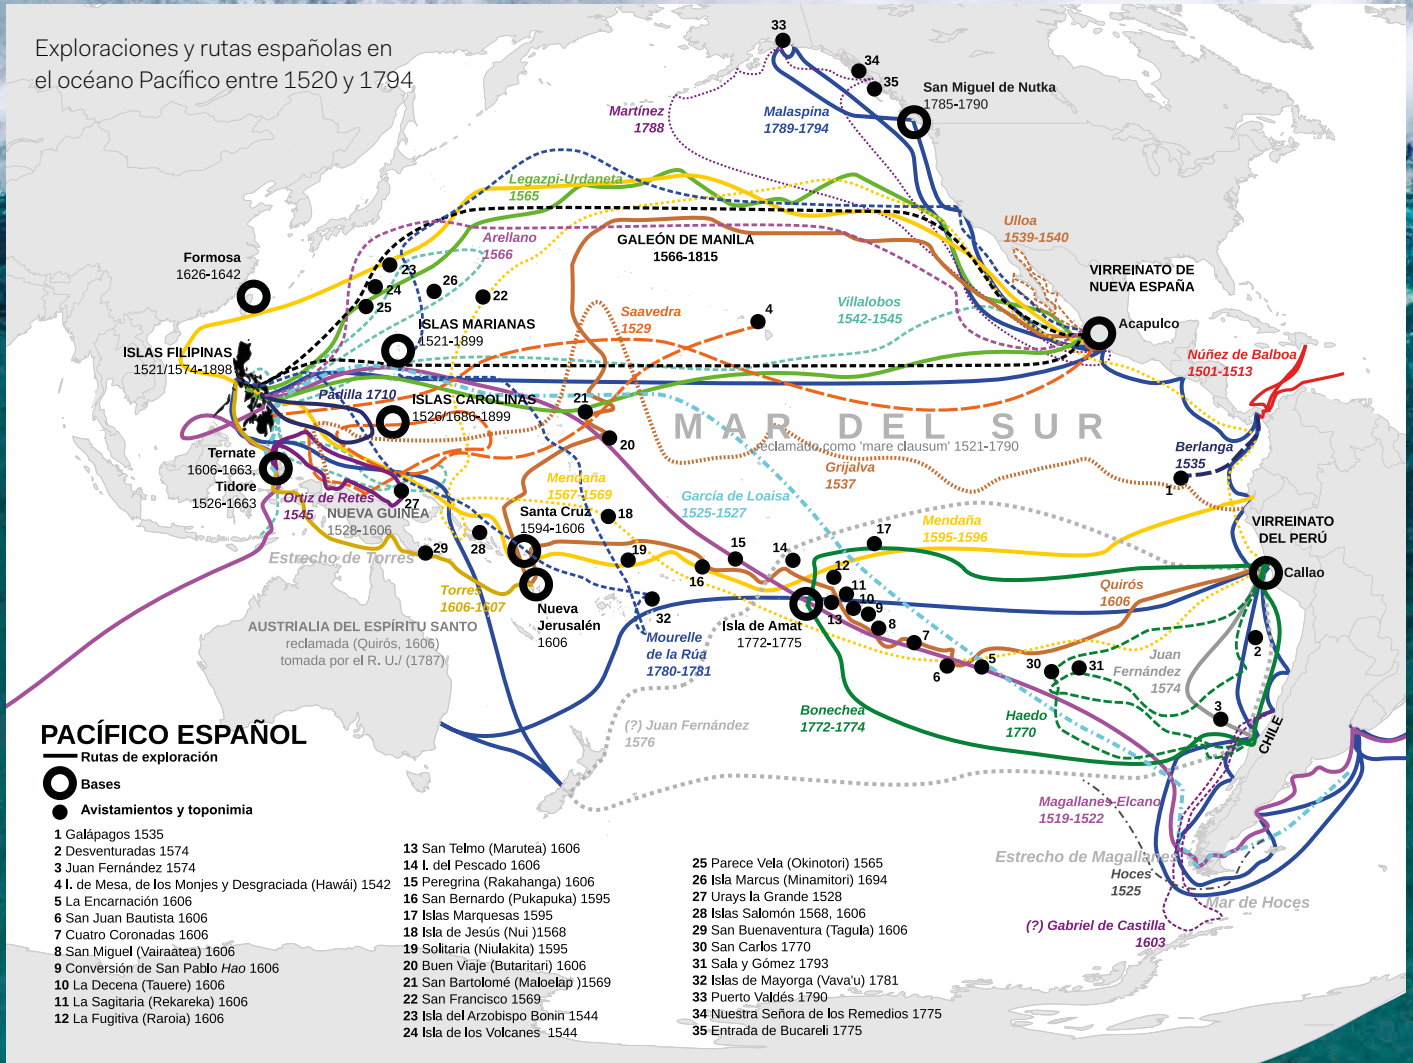 Exploraciones y rutas españolas en
el océano Pacífico entre 1520 y 1794
33
34
35
San Miguel de Nutka
1785-1790
Martínez
1788
Malaspina
1789-1794
Legazpi-Urdaneta
1565
Arellano
1566
GALEÓN DE MANILA
1566-1815
Ulloa
1539-1540
VIRREINATO DE
NUEVA ESPAÑA
Formosa
1626-1642
23
24
25
26
22
Saavedra
1529
4
Villalobos
1542-1545
Acapulco
ISLAS MARIANAS
1521-1899
ISLAS FILIPINAS
1521/1574-1898
Núñez de Balboa
1501-1513
Padilla 1710
ISLAS CAROLINAS
1526/1686-1899
21
20
MAR DEL SUR
reclamado como 'mare clausum' 1521-1790
Berlanga
1535
1
Ternate
1606-1663,
Tidore
1526-1663
Ortiz de Retes
1545
27
NUEVA GUINEA
1528-1606
Estrecho de Torres
Mendaña
1567-1569
Grijalva
1537
García de Loaisa
1525-1527
Santa Cruz
1594-1606
18
17
Mendaña
1595-1596
VIRREINATO
DEL PERÚ
Callao
29
28
19
16
15
14
12
11
10
9
13
8
7
6
5
30
31
2
3
Quirós
1606
Torres
1606-1607
Nueva
Jerusalén
1606
32
Isla de Amat
1772-1775
AUSTRIALIA DEL ESPÍRITU SANTO
reclamada (Quirós, 1606)
tomada por el R. U./ (1787)
Mourelle
de la Rúa
1780-1781
Juan
Fernández
1574
(?) Juan Fernández
1576
Bonechea
1772-1774
Haedo
1770
CHILE
Magallanes-Elcano
1519-1522
Estrecho de Magallanes
Hoces
1525
Mar de Hoces
(?) Gabriel de Castilla
1603
PACÍFICO ESPAÑOL
Rutas de exploración
Bases
Avistamientos y toponimia
1 Galápagos 1535
2 Desventuradas 1574
3 Juan Fernández 1574
4 I. de Mesa, de los Monjes y Desgraciada (Hawái) 1542
5 La Encarnación 1606
6 San Juan Bautista 1606
7 Cuatro Coronadas 1606
8 San Miguel (Vairaatea) 1606
9 Conversión de San Pablo Hao 1606
10 La Decena (Tauere) 1606
11 La Sagitaria (Rekareka) 1606
12 La Fugitiva (Raroia) 1606
13 San Telmo (Marutea) 1606
14 I. del Pescado 1606
15 Peregrina (Rakahanga) 1606
16 San Bernardo (Pukapuka) 1595
17 Islas Marquesas 1595
18 Isla de Jesús (Nui )1568
19 Solitaria (Niulakita) 1595
20 Buen Viaje (Butaritari) 1606
21 San Bartolomé (Maloelap )1569
22 San Francisco 1569
23 Isla del Arzobispo Bonin 1544
24 Isla de los Volcanes 1544
25 Parece Vela (Okinotori) 1565
26 Isla Marcus (Minamitori) 1694
27 Urays la Grande 1528
28 Islas Salomón 1568, 1606
29 San Buenaventura (Tagula) 1606
30 San Carlos 1770
31 Sala y Gómez 1793
32 Islas de Mayorga (Vava'u) 1781
33 Puerto Valdés 1790
34 Nuestra Señora de los Remedios 1775
35 Entrada de Bucareli 1775